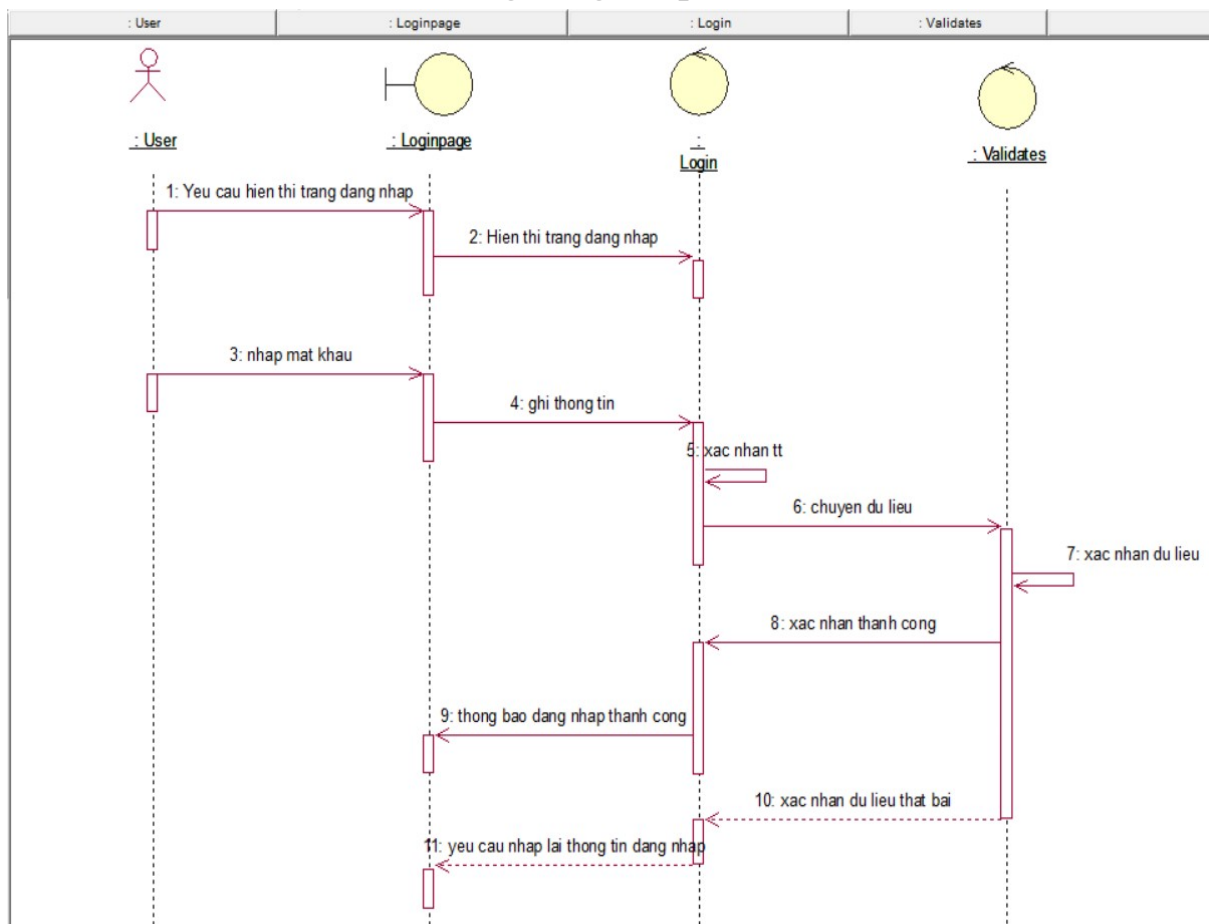 : User
: Loginpage
: Login
: Validates
: User
: Loginpage
:
Login
: Validates
1: Yeu cau hien thi trang dang nhap
2: Hien thi trang dang nhap
3: nhap mat khau
4: ghi thong tin
5: xac nhan tt
6: chuyen du lieu
7: xac nhan du lieu
8: xac nhan thanh cong
9: thong bao dang nhap thanh cong
10: xac nhan du lieu that bai
11: yeu cau nhap lai thong tin dang nhap